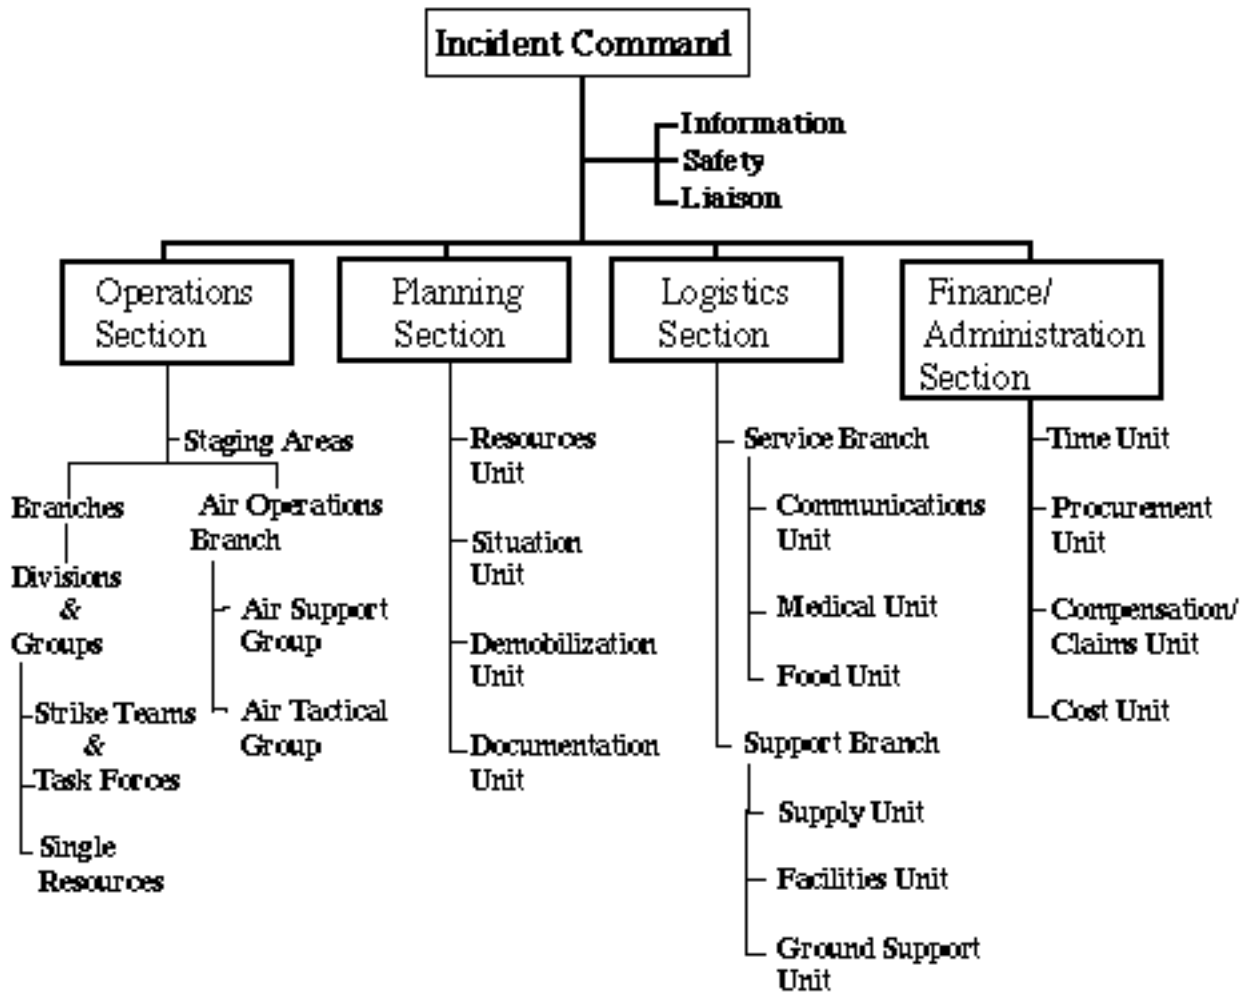 Incident Command
Information
Safety
Liaison
Operations
Section
Planning
Section
Logistics
Section
Finance/
Administration
Section
Staging Areas
Branches
Divisions
&
Groups
Strike Teams
&
Task Forces
Single
Resources
Air Operations
Branch
Air Support
Group
Air Tactical
Group
Resources
Unit
Situation
Unit
Demobilization
Unit
Documentation
Unit
Service Branch
Communications
Unit
Medical Unit
Food Unit
Support Branch
Supply Unit
Facilities Unit
Ground Support
Unit
Time Unit
Procurement
Unit
Compensation/
Claims Unit
Cost Unit